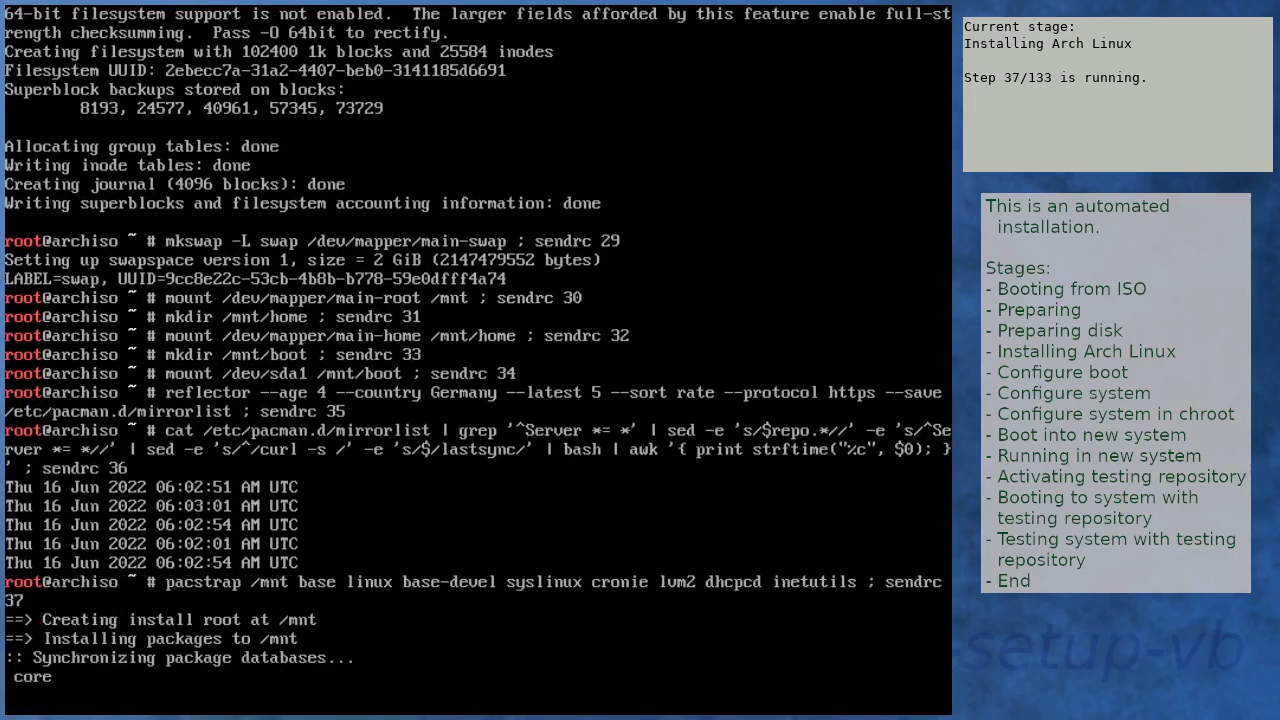 64-bit filesystem support is not enabled.  The larger fields afforded by this feature enable full-st
rength checksumming.  Pass -O 64bit to rectify.
Creating filesystem with 102400 1k blocks and 25584 inodes
Filesystem UUID: 2ebecc7a-31a2-4407-beb0-3141185d6691
Superblock backups stored on blocks:
        8193, 24577, 40961, 57345, 73729
Allocating group tables: done
Writing inode tables: done
Creating journal (4096 blocks): done
Writing superblocks and filesystem accounting information: done
root@archiso ~ # mkswap -L swap /dev/mapper/main-swap ; sendrc 29
Setting up swapspace version 1, size = 2 GiB (2147479552 bytes)
LABEL=swap, UUID=9cc8e22c-53cb-4b8b-b778-59e0dfff4a74
root@archiso ~ # mount /dev/mapper/main-root /mnt ; sendrc 30
root@archiso ~ # mkdir /mnt/home ; sendrc 31
root@archiso ~ # mount /dev/mapper/main-home /mnt/home ; sendrc 32
root@archiso ~ # mkdir /mnt/boot ; sendrc 33
root@archiso ~ # mount /dev/sda1 /mnt/boot ; sendrc 34
root@archiso ~ # reflector --age 4 --country Germany --latest 5 --sort rate --protocol https --save
/etc/pacman.d/mirrorlist ; sendrc 35
root@archiso ~ # cat /etc/pacman.d/mirrorlist | grep '^Server *= *' | sed -e 's/$repo.*//' -e 's/^Se
rver *= *//' | sed -e 's/^/curl -s /' -e 's/$/lastsync/' | bash | awk '{ print strftime("%c", $0); }
' ; sendrc 36
Thu 16 Jun 2022 06:02:51 AM UTC
Thu 16 Jun 2022 06:03:01 AM UTC
Thu 16 Jun 2022 06:02:54 AM UTC
Thu 16 Jun 2022 06:02:01 AM UTC
Thu 16 Jun 2022 06:02:54 AM UTC
root@archiso ~ # pacstrap /mnt base linux base-devel syslinux cronie lvm2 dhcpcd inetutils ; sendrc
37
==> Creating install root at /mnt
==> Installing packages to /mnt
:: Synchronizing package databases...
 core
Current stage:
Installing Arch Linux
Step 37/133 is running.
This is an automated
installation.
Stages:
- Booting from ISO
- Preparing
- Preparing disk
- Installing Arch Linux
- Configure boot
- Configure system
- Configure system in chroot
- Boot into new system
- Running in new system
- Activating testing repository
- Booting to system with
testing repository
- Testing system with testing
repository
- End
-setup-vb